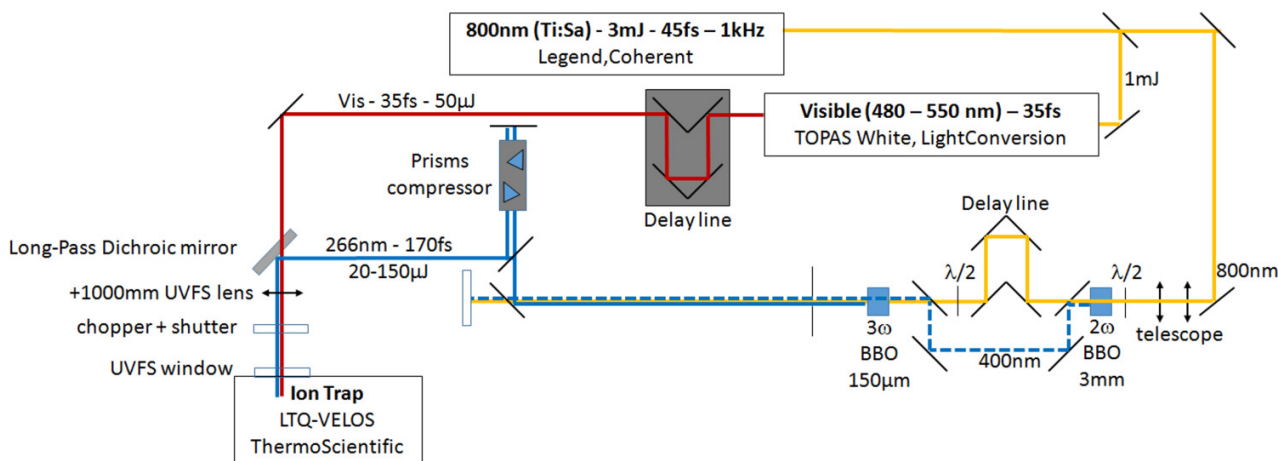 800nm (Ti:Sa) - 3mJ - 45fs – 1kHz
Legend,Coherent
1mJ
Vis - 35fs - 50µJ
Visible (480 – 550 nm) – 35fs
TOPAS White, LightConversion
Prisms
compressor
Delay line
Delay line
Long-Pass Dichroic mirror
266nm - 170fs
20-150µJ
λ/2
λ/2
800nm
+1000mm UVFS lens
chopper + shutter
telescope
3ω
BBO
150µm
400nm
2ω
BBO
3mm
UVFS window
Ion Trap
LTQ-VELOS
ThermoScientific